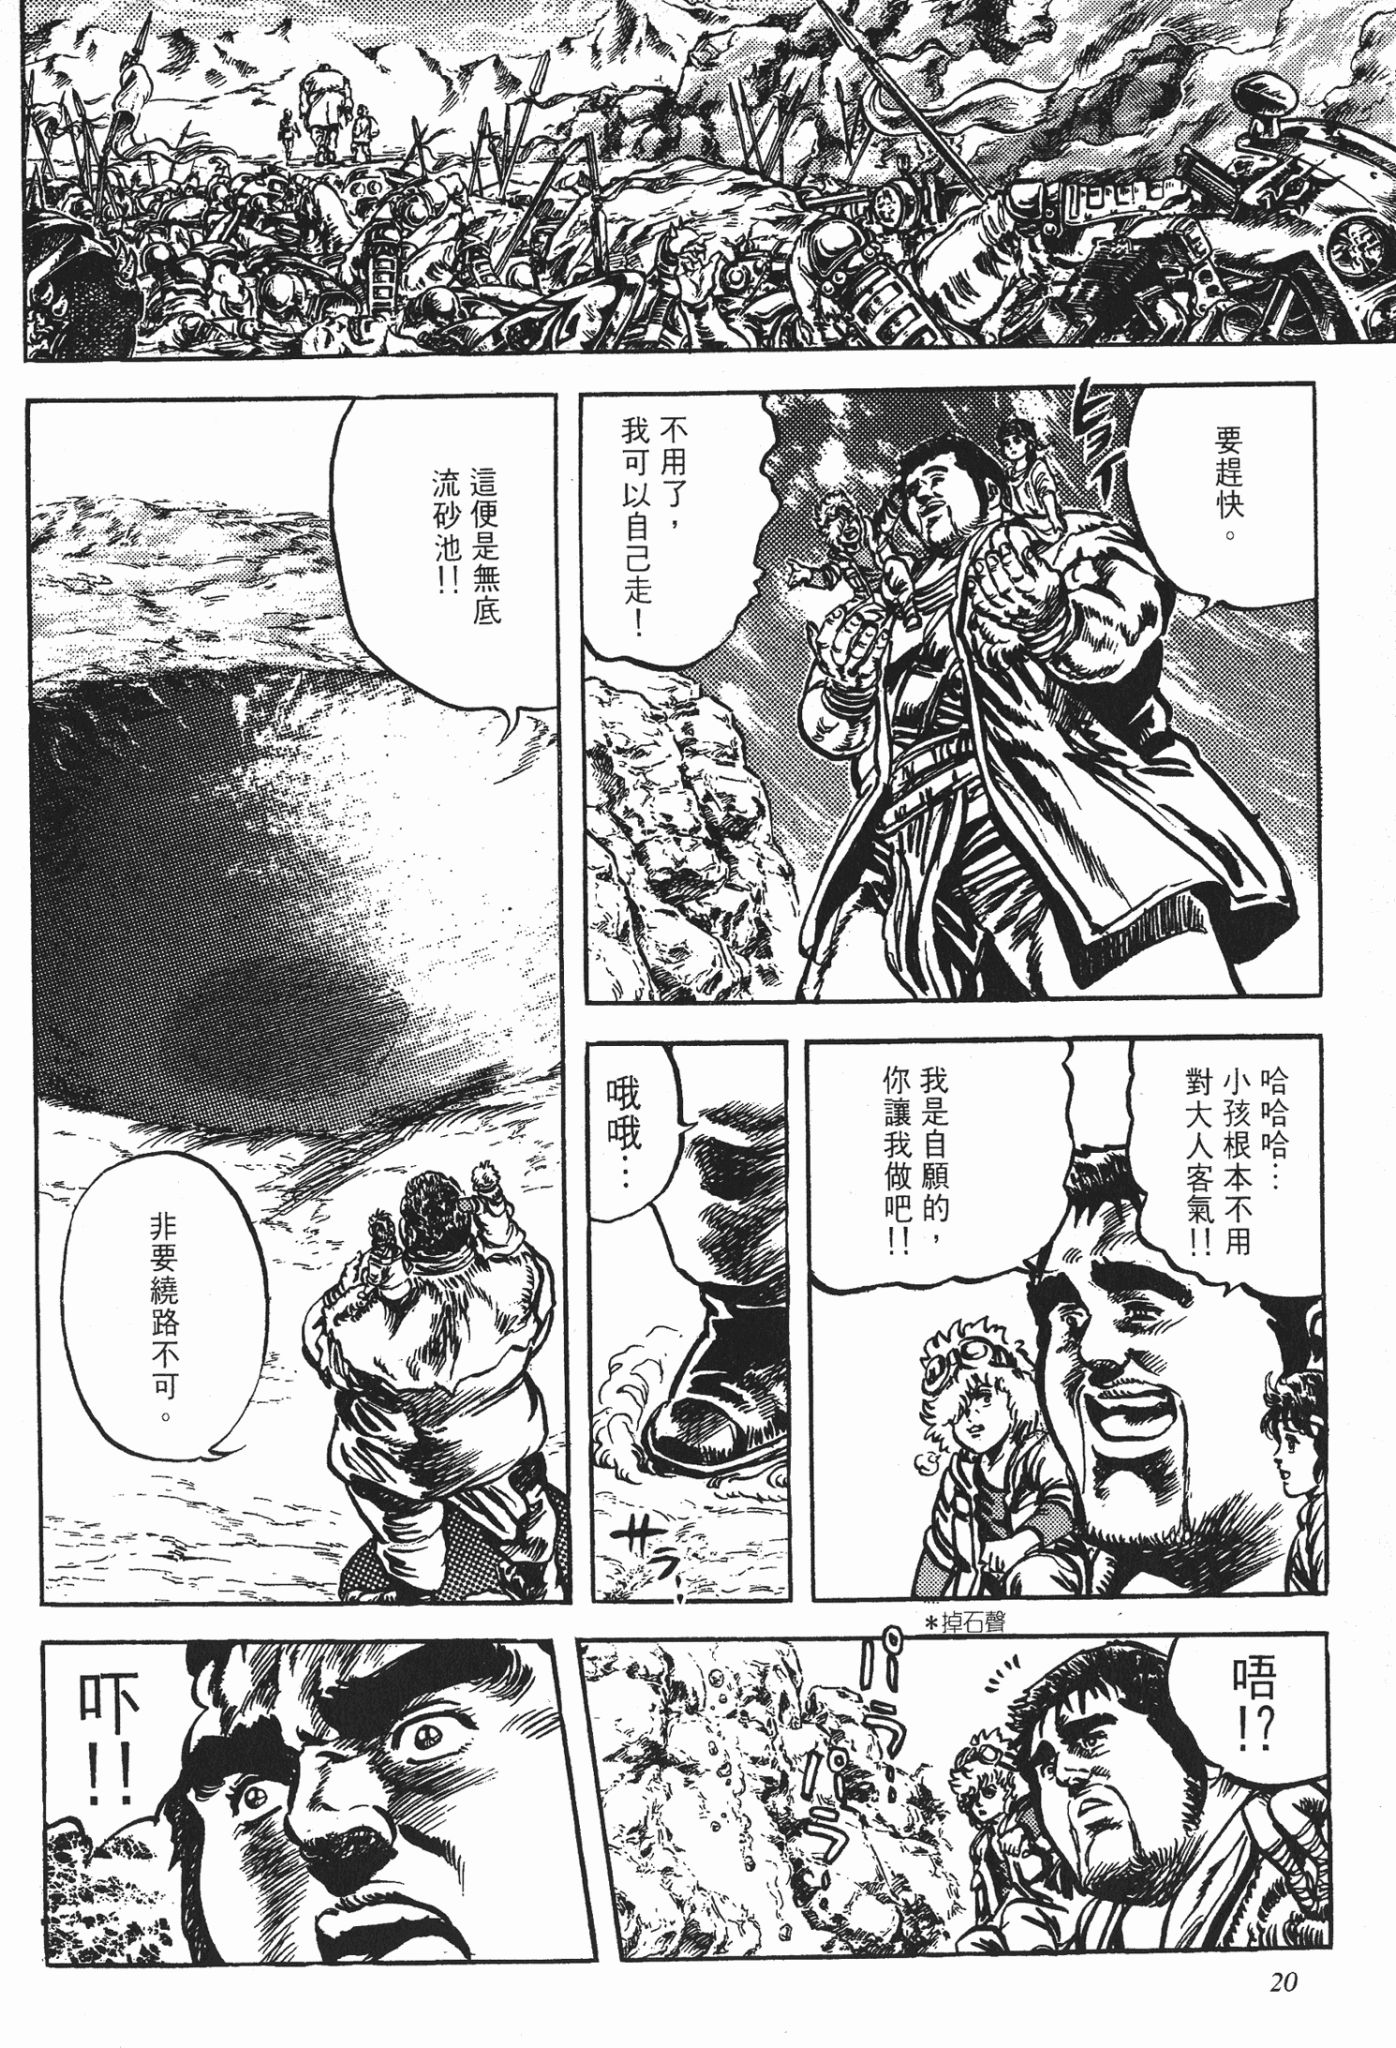 要趕快。
ヒョイ
不用了，
我可以自己走！
哈哈哈…
小孩根本不用
對大人客氣!!
我是自願的，
你讓我做吧!!
哦哦…
サラ
這便是無底
流砂池!!
非要繞路不可。
唔!?
＊掉石聲
パラ
パラ
吓!!
20